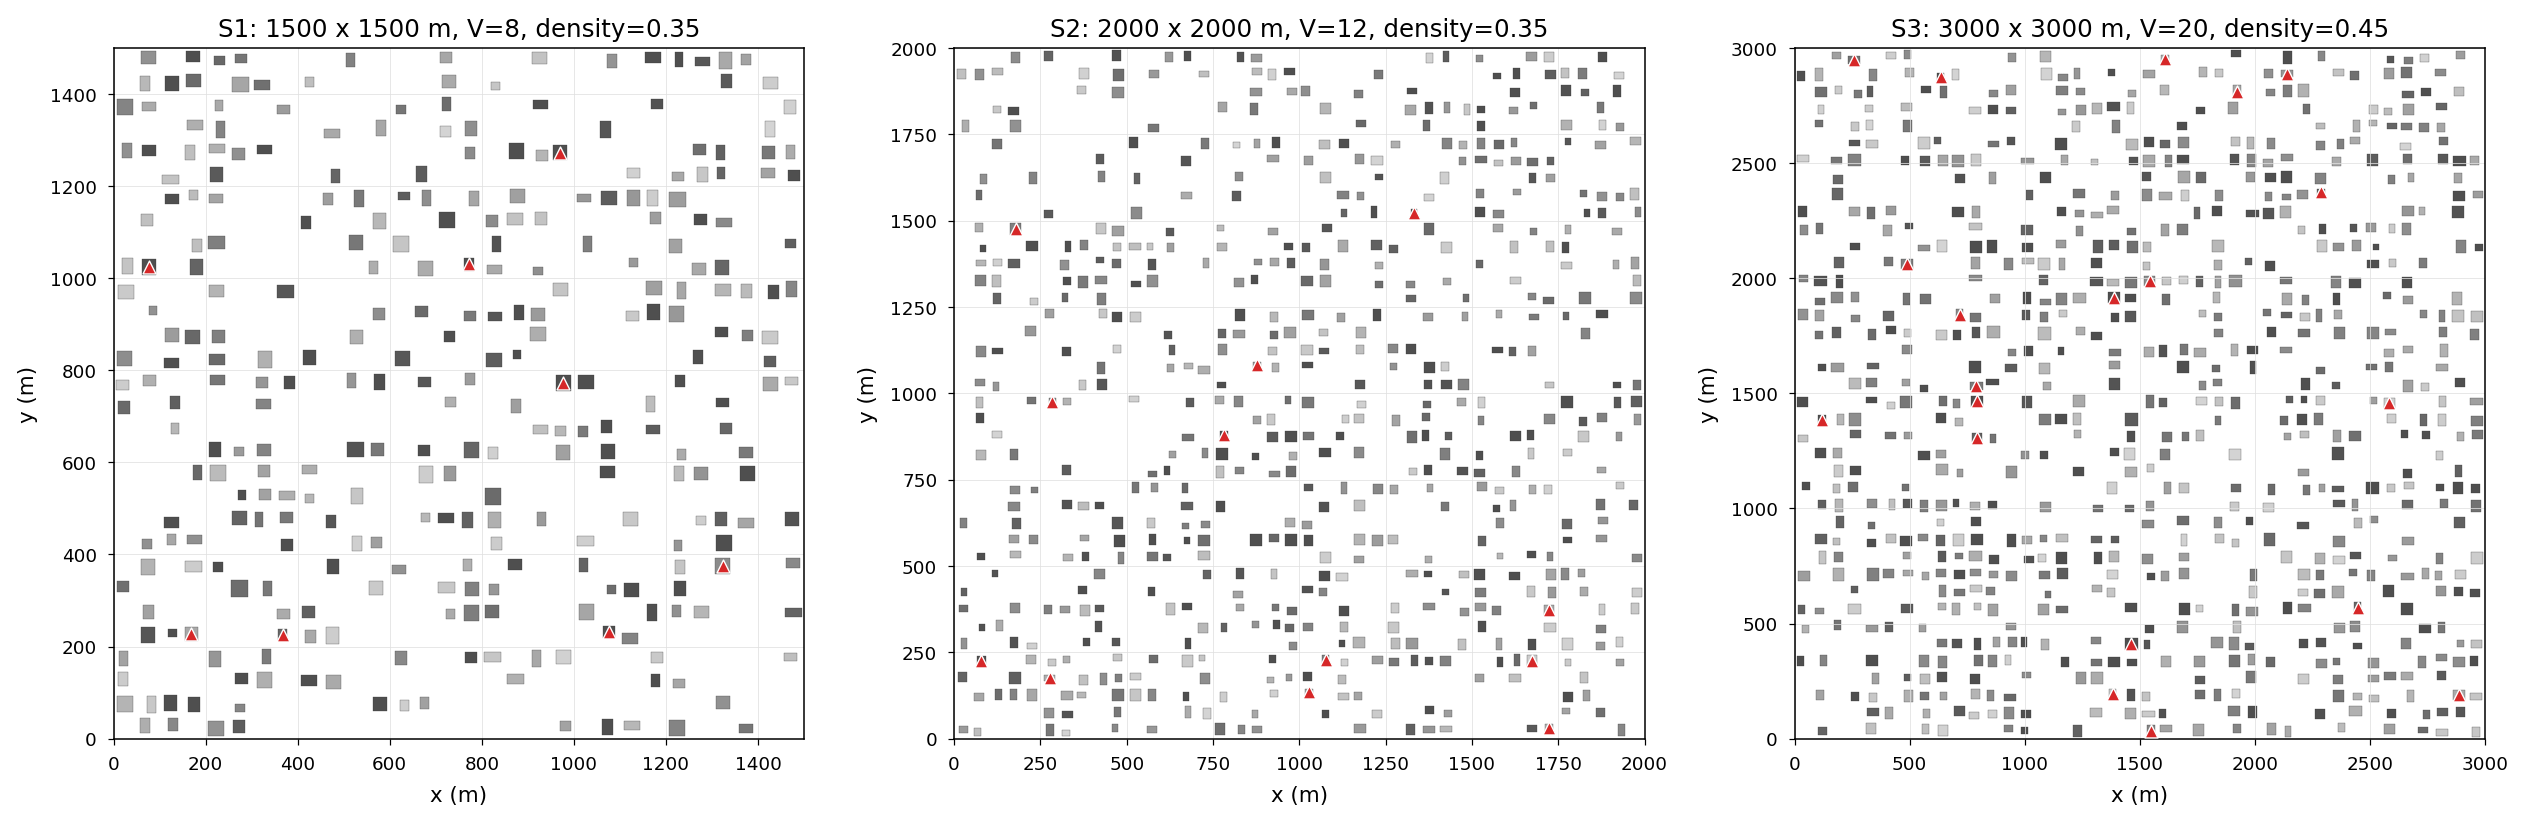 S1: 1500 x 1500 m, V=8, density=0.35
1400
1200
1000
800
600
400
200
0
y (m)
0 200 400 600 800 1000 1200 1400
x (m)
S2: 2000 x 2000 m, V=12, density=0.35
2000
1750
1500
1250
1000
750
500
250
0
y (m)
0 250 500 750 1000 1250 1500 1750 2000
x (m)
S3: 3000 x 3000 m, V=20, density=0.45
3000
2500
2000
1500
1000
500
0
y (m)
0 500 1000 1500 2000 2500 3000
x (m)